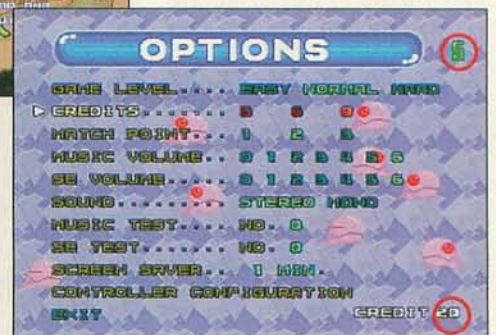 OPTIONS
5
GAME LEVEL..... EASY NORMAL HARD
CREDITS....... 3 6 9
MATCH POINT... 1 2 3
MUSIC VOLUME.. 0 1 2 3 4 5 6
SE VOLUME..... 0 1 2 3 4 5 6
SOUND........ STEREO MONO
MUSIC TEST.... NO. 0
SE TEST....... NO. 0
SCREEN SAVER.. 1 MIN.
CONTROLLER CONFIGURATION
EXIT
CREDIT 20